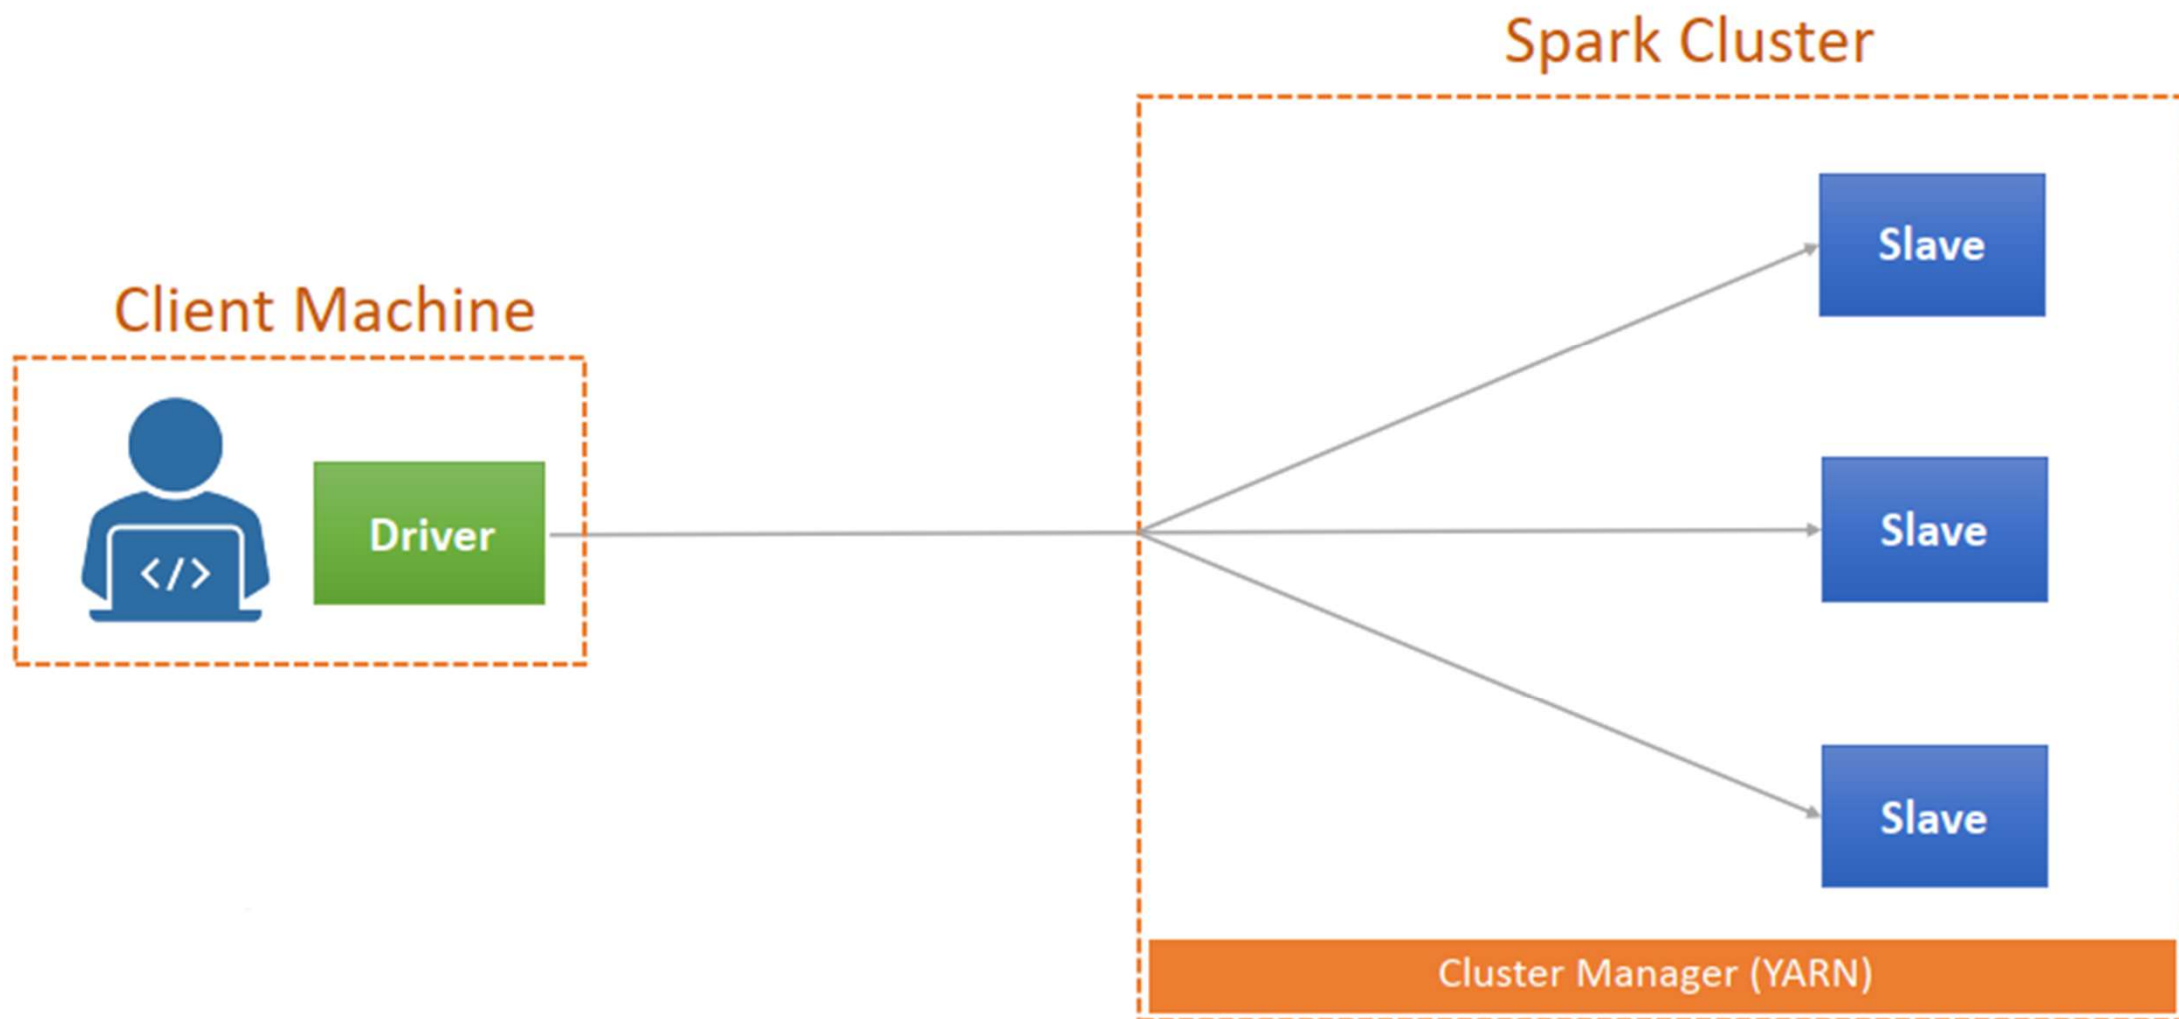 Spark Cluster
Client Machine
Slave
</>
Driver
Slave
Slave
Cluster Manager (YARN)